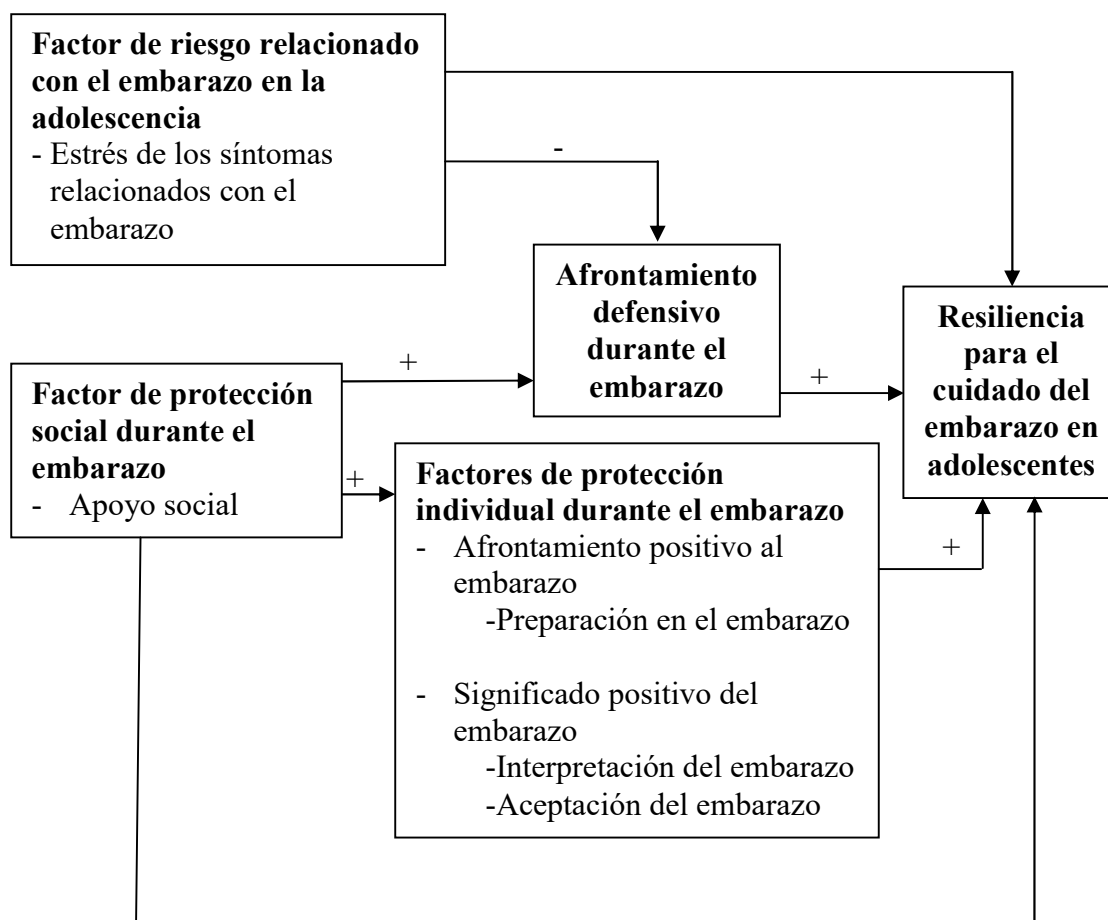 Factor de riesgo relacionado
con el embarazo en la
adolescencia
- Estrés de los síntomas
relacionados con el
embarazo
-
Afrontamiento
defensivo
durante el
embarazo
Resiliencia
para el
cuidado del
embarazo en
adolescentes
+
+
Factor de protección
social durante el
embarazo
- Apoyo social
+
Factores de protección
individual durante el embarazo
- Afrontamiento positivo al
embarazo
-Preparación en el embarazo
- Significado positivo del
embarazo
-Interpretación del embarazo
-Aceptación del embarazo
+